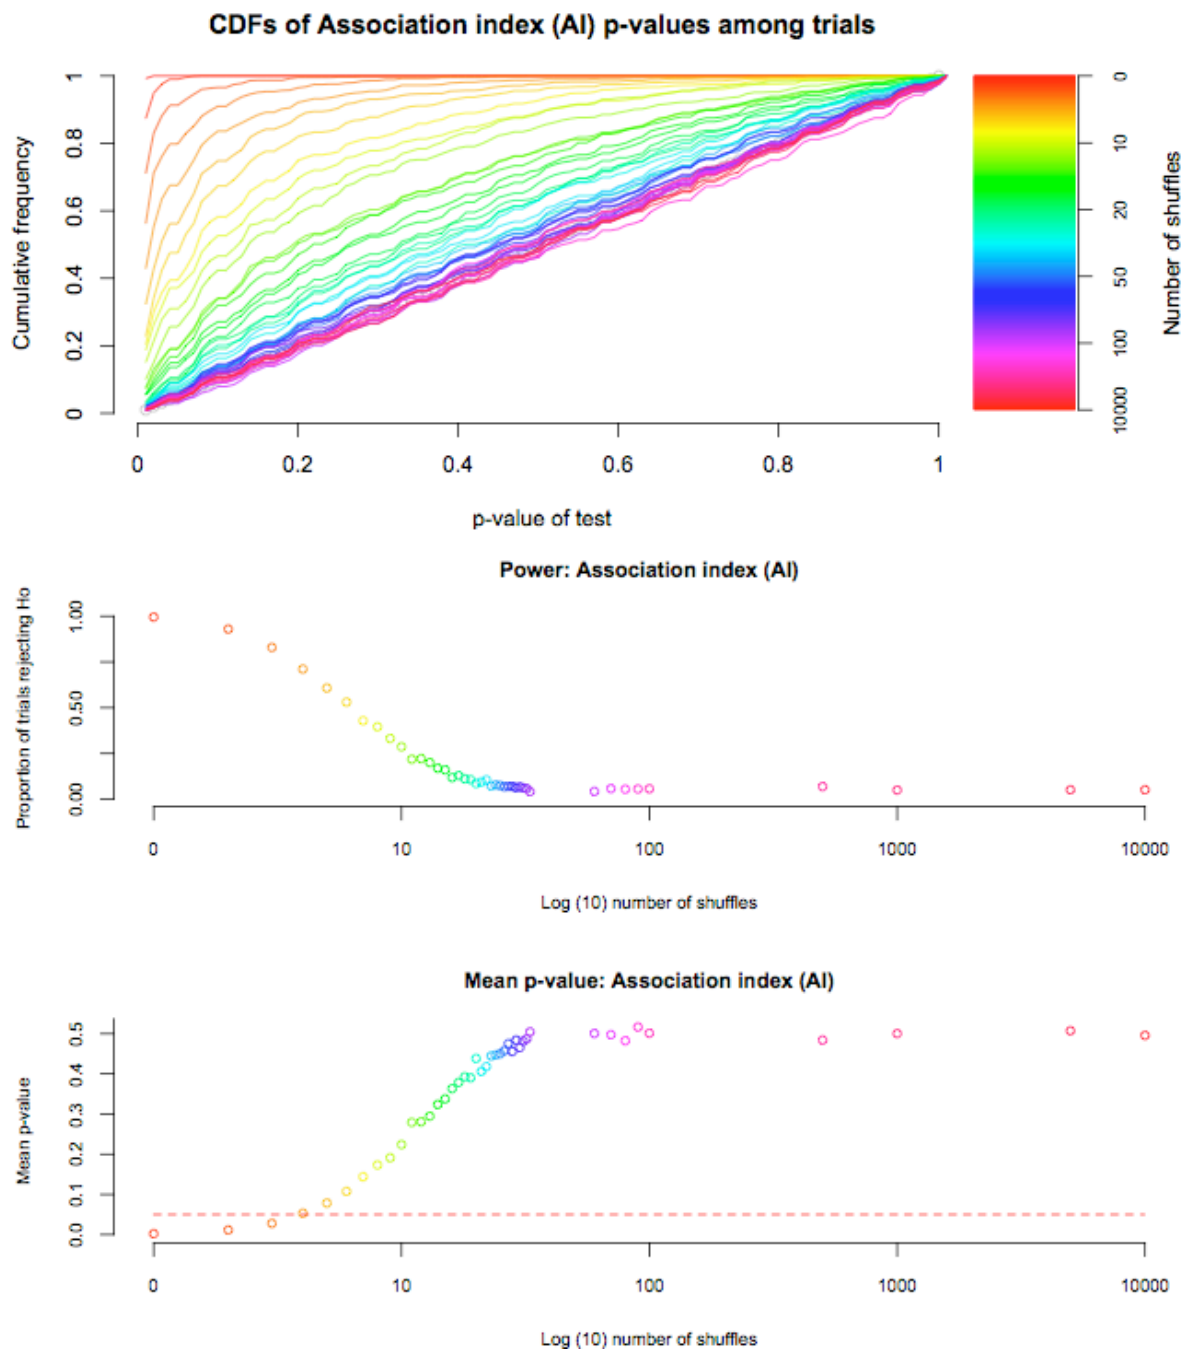 CDFs of Association index (AI) p-values among trials
Cumulative frequency
1
0.8
0.6
0.4
0.2
0
0 0.2 0.4 0.6 0.8 1
p-value of test
0
10
20
50
100
10000
Number of shuffles
Power: Association index (AI)
Proportion of trials rejecting Ho
1.00
0.50
0.00
0 10 100 1000 10000
Log (10) number of shuffles
Mean p-value: Association index (AI)
Mean p-value
0.5
0.4
0.3
0.2
0.1
0.0
0 10 100 1000 10000
Log (10) number of shuffles